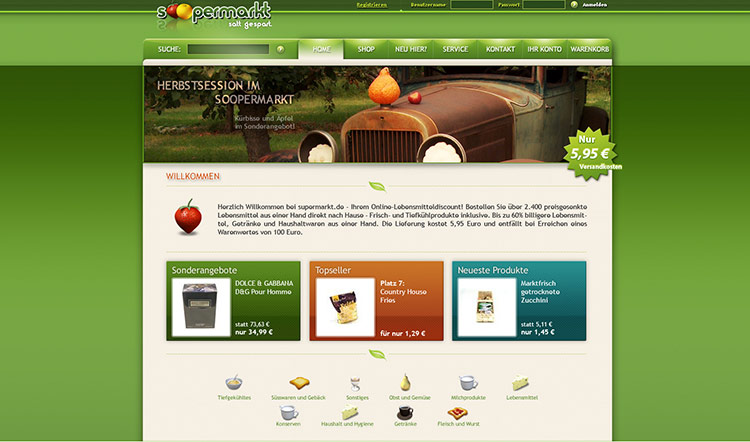 soopermarkt
satt gespart
Registrieren Benutzername Passwort Anmelden
SUCHE: HOME SHOP NEU HIER? SERVICE KONTAKT IHR KONTO WARENKORB
HERBSTSESSION IM
SOOPERMARKT
Kürbisse und Äpfel
im Sonderangebot!
Nur
5,95 €
Versandkosten
WILLKOMMEN
Herzlich Willkommen bei supermarkt.de - Ihrem Online-Lebensmitteldiscount! Bestellen Sie über 2.400 preisgesenkte
Lebensmittel aus einer Hand direkt nach Hause - Frisch- und Tiefkühlprodukte inklusive. Bis zu 60% billigere Lebensmit-
tel, Getränke und Haushaltwaren aus einer Hand. Die Lieferung kostet 5,95 Euro und entfällt bei Erreichen eines
Warenwertes von 100 Euro.
Sonderangebote
DOLCE & GABBANA
D&G Pour Homme
statt 73,63 €
nur 34,99 €
Topseller
Platz 7:
Country House
Fries
für nur 1,29 €
Neueste Produkte
Marktfrisch
getrocknete
Zucchini
statt 5,11 €
nur 1,45 €
Tiefgekühltes Süsswaren und Gebäck Sonstiges Obst und Gemüse Milchprodukte Lebensmittel
Konserven Haushalt und Hygiene Getränke Fleisch und Wurst